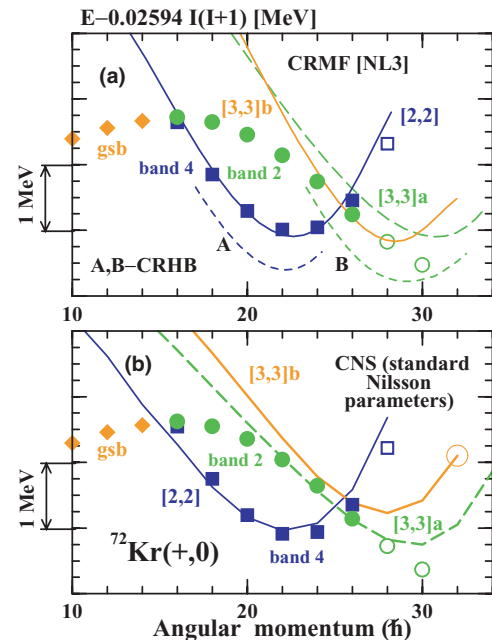 E−0.02594 I(I+1) [MeV]
(a)
CRMF [NL3]
[3,3]b
[2,2]
gsb
band 4
band 2
[3,3]a
1 MeV
A
B
A,B−CRHB
10
20
30
(b)
CNS (standard
Nilsson
parameters)
[3,3]b
gsb
band 2
[2,2]
1 MeV
[3,3]a
band 4
⁷²Kr(+,0)
10
20
30
Angular momentum (ħ)